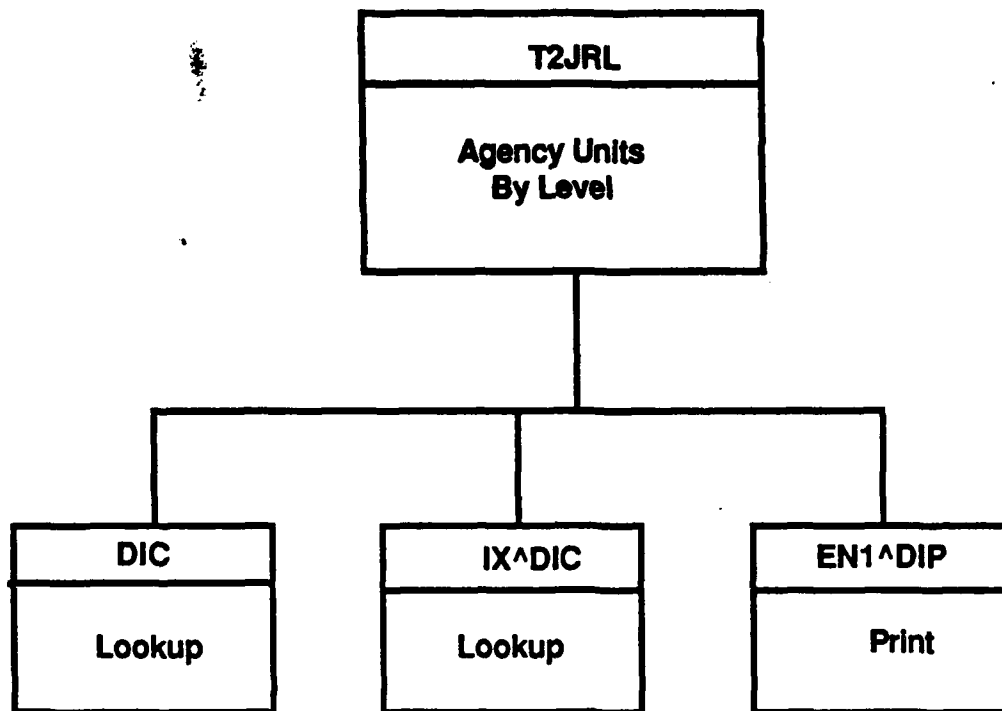 T2JRL
Agency Units
By Level
DIC
Lookup
IX^DIC
Lookup
EN1^DIP
Print